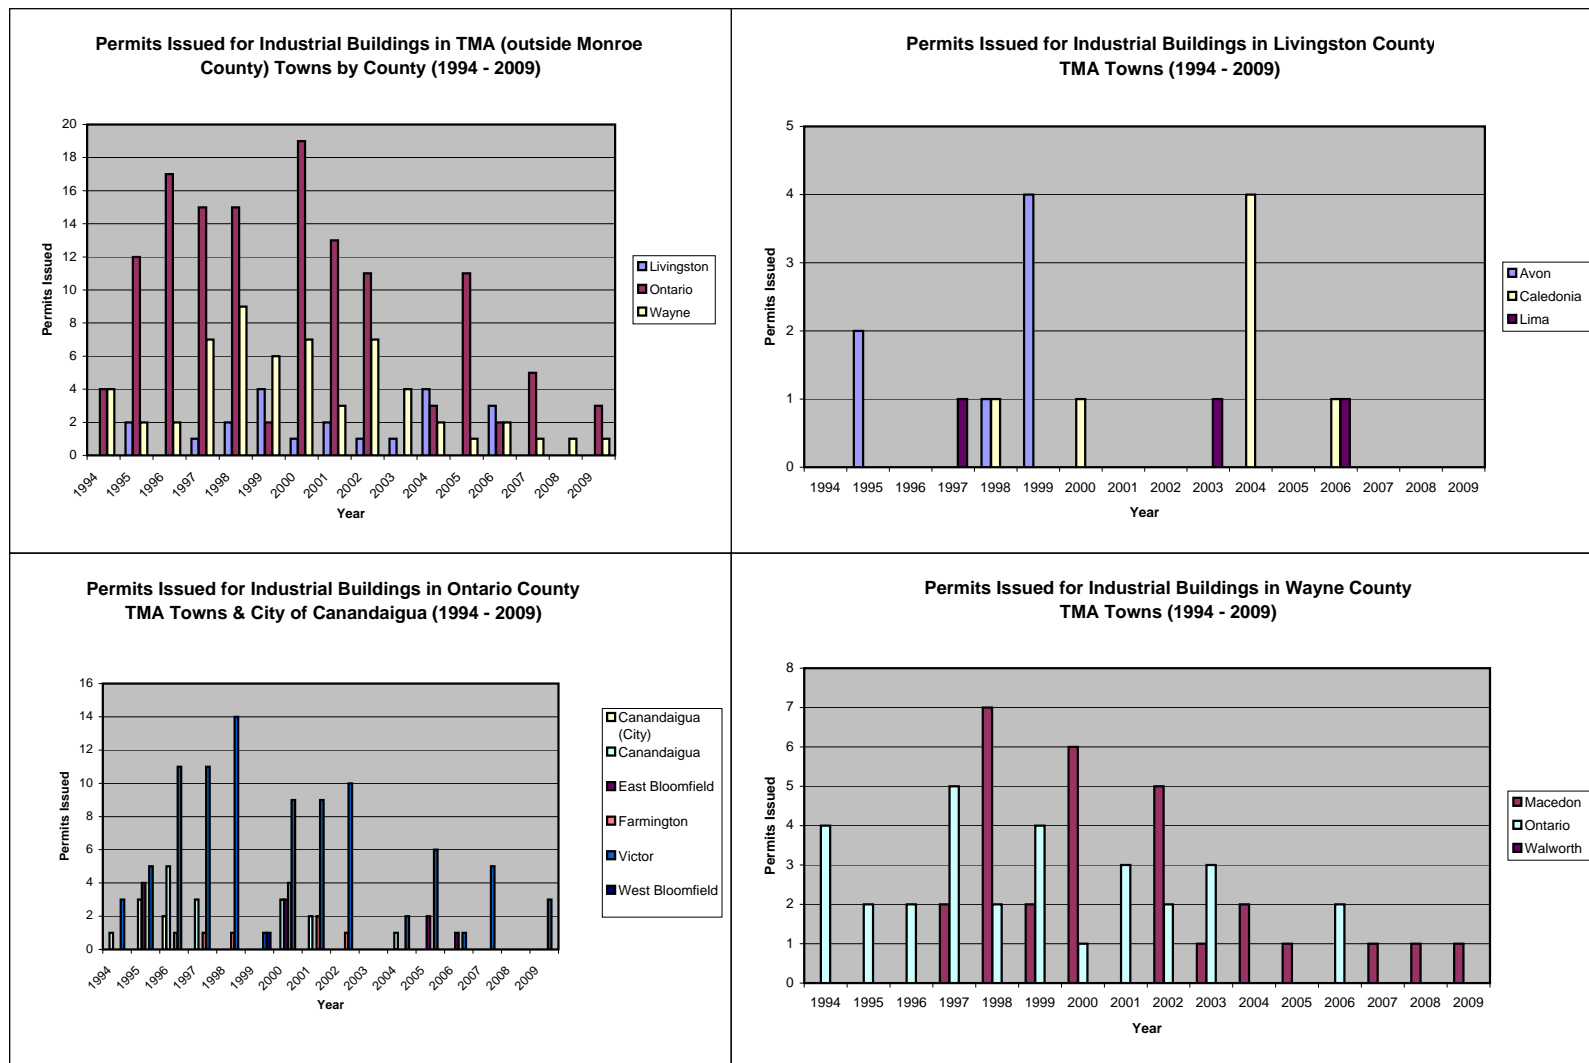 Permits Issued for Industrial Buildings in TMA (outside Monroe
County) Towns by County (1994 - 2009)
20
18
16
14
12
10
8
6
4
2
0
Permits Issued
1994
1995
1996
1997
1998
1999
2000
2001
2002
2003
2004
2005
2006
2007
2008
2009
Year
Livingston
Ontario
Wayne
Permits Issued for Industrial Buildings in Livingston County
TMA Towns (1994 - 2009)
5
4
3
2
1
0
Permits Issued
1994 1995 1996 1997 1998 1999 2000 2001 2002 2003 2004 2005 2006 2007 2008 2009
Year
Avon
Caledonia
Lima
Permits Issued for Industrial Buildings in Ontario County
TMA Towns & City of Canandaigua (1994 - 2009)
16
14
12
10
8
6
4
2
0
Permits Issued
1994
1995
1996
1997
1998
1999
2000
2001
2002
2003
2004
2005
2006
2007
2008
2009
Year
Canandaigua
(City)
Canandaigua
East Bloomfield
Farmington
Victor
West Bloomfield
Permits Issued for Industrial Buildings in Wayne County
TMA Towns (1994 - 2009)
8
7
6
5
4
3
2
1
0
Permits Issued
1994 1995 1996 1997 1998 1999 2000 2001 2002 2003 2004 2005 2006 2007 2008 2009
Year
Macedon
Ontario
Walworth